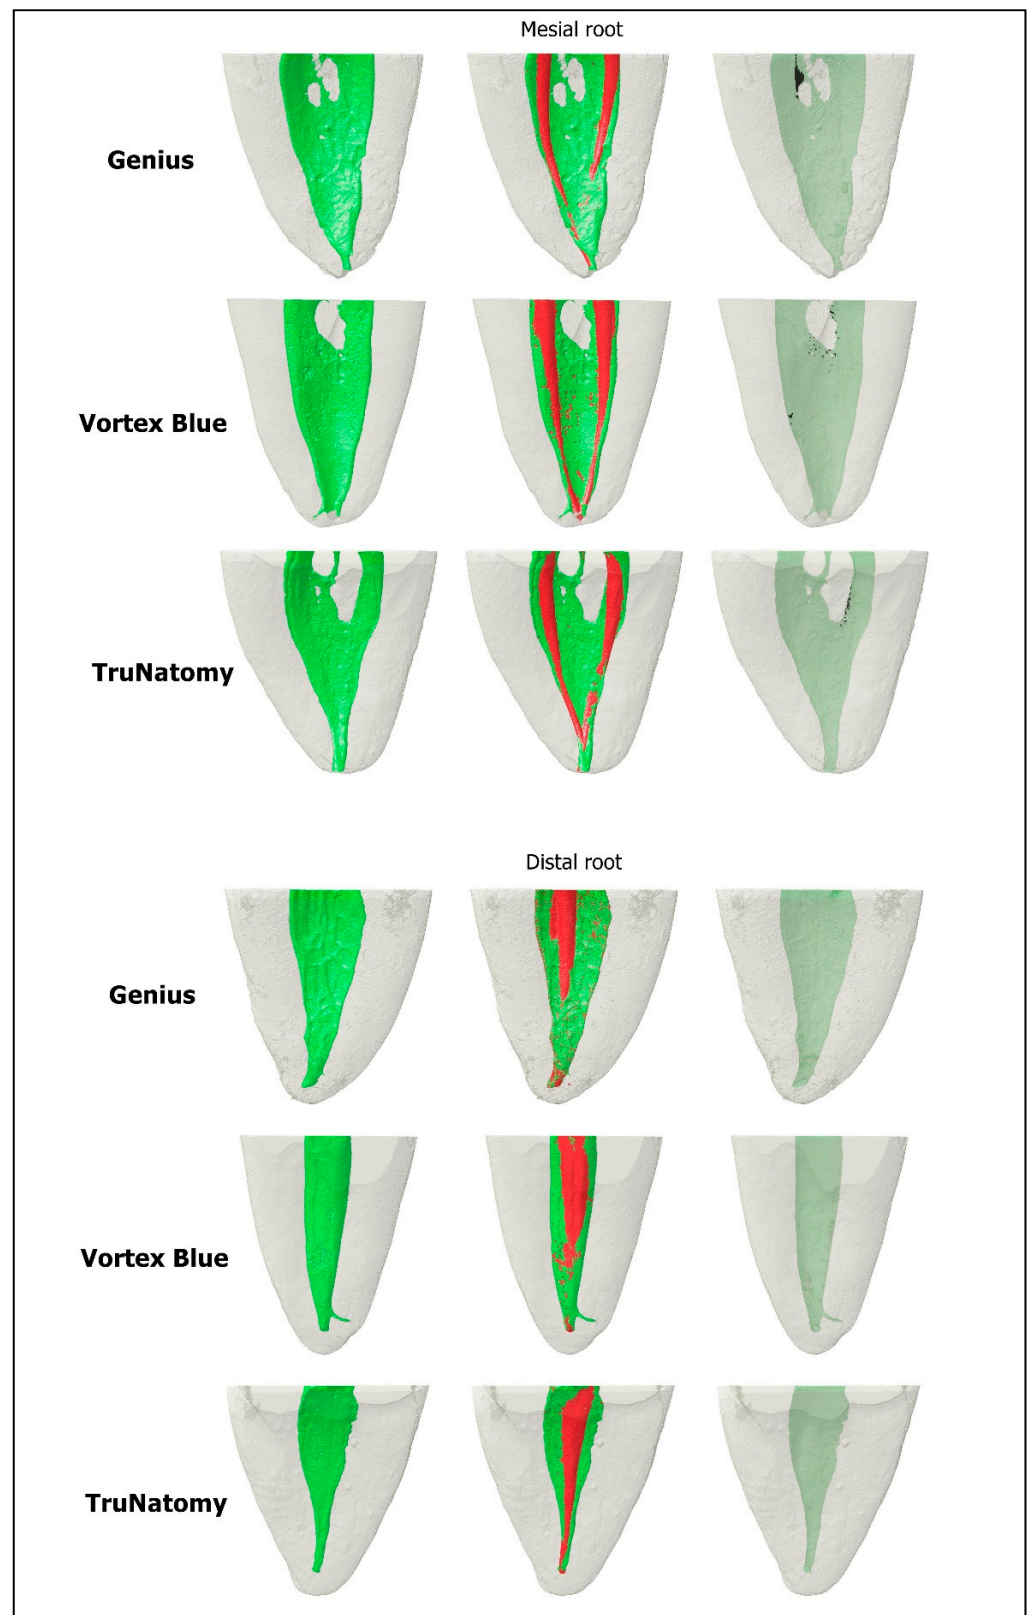 Mesial root
Genius
Vortex Blue
TruNatomy
Distal root
Genius
Vortex Blue
TruNatomy